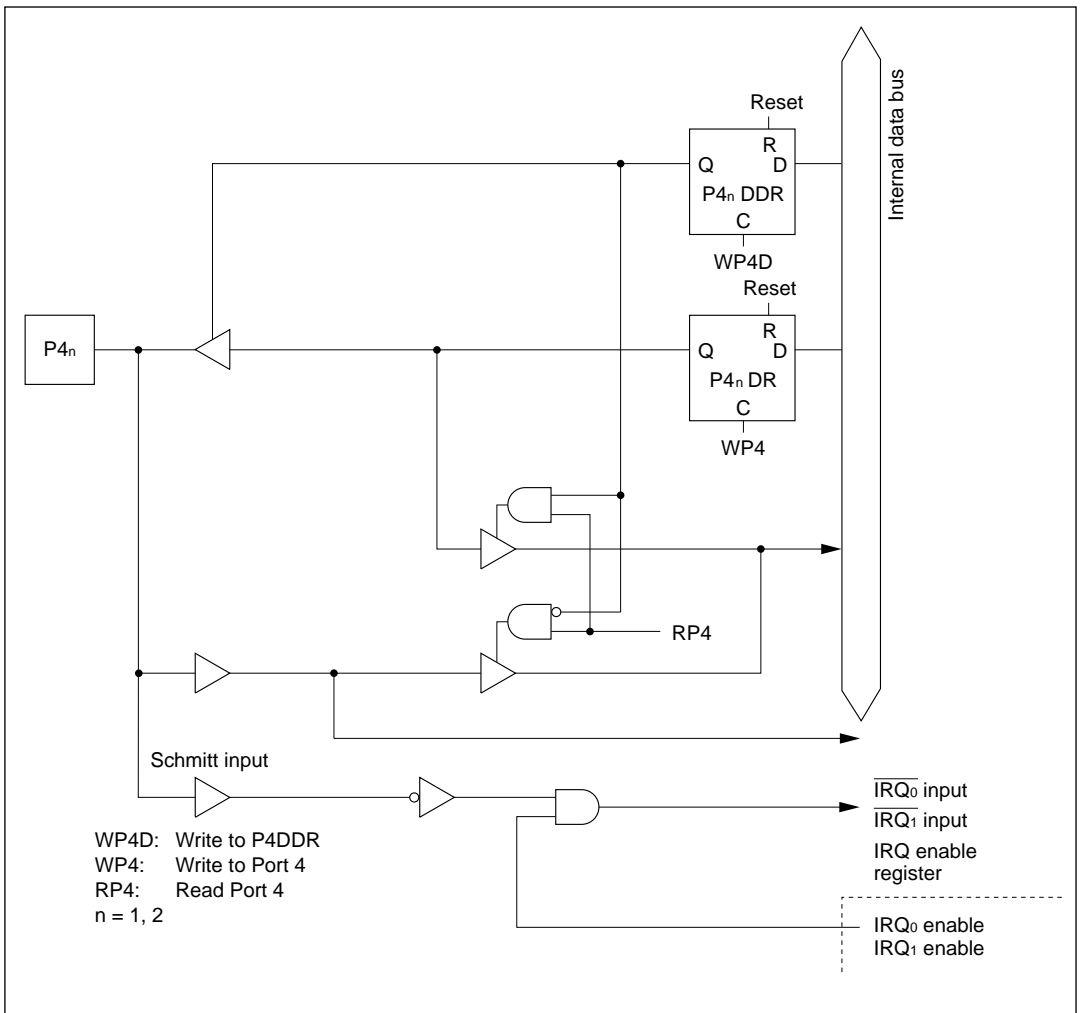 Reset
R
Q D
P4n DDR
C
WP4D
Internal data bus
Reset
R
P4n
Q D
P4n DR
C
WP4
RP4
Schmitt input
WP4D: Write to P4DDR
WP4: Write to Port 4
RP4: Read Port 4
n = 1, 2
IRQ0 input
IRQ1 input
IRQ enable
register
IRQ0 enable
IRQ1 enable